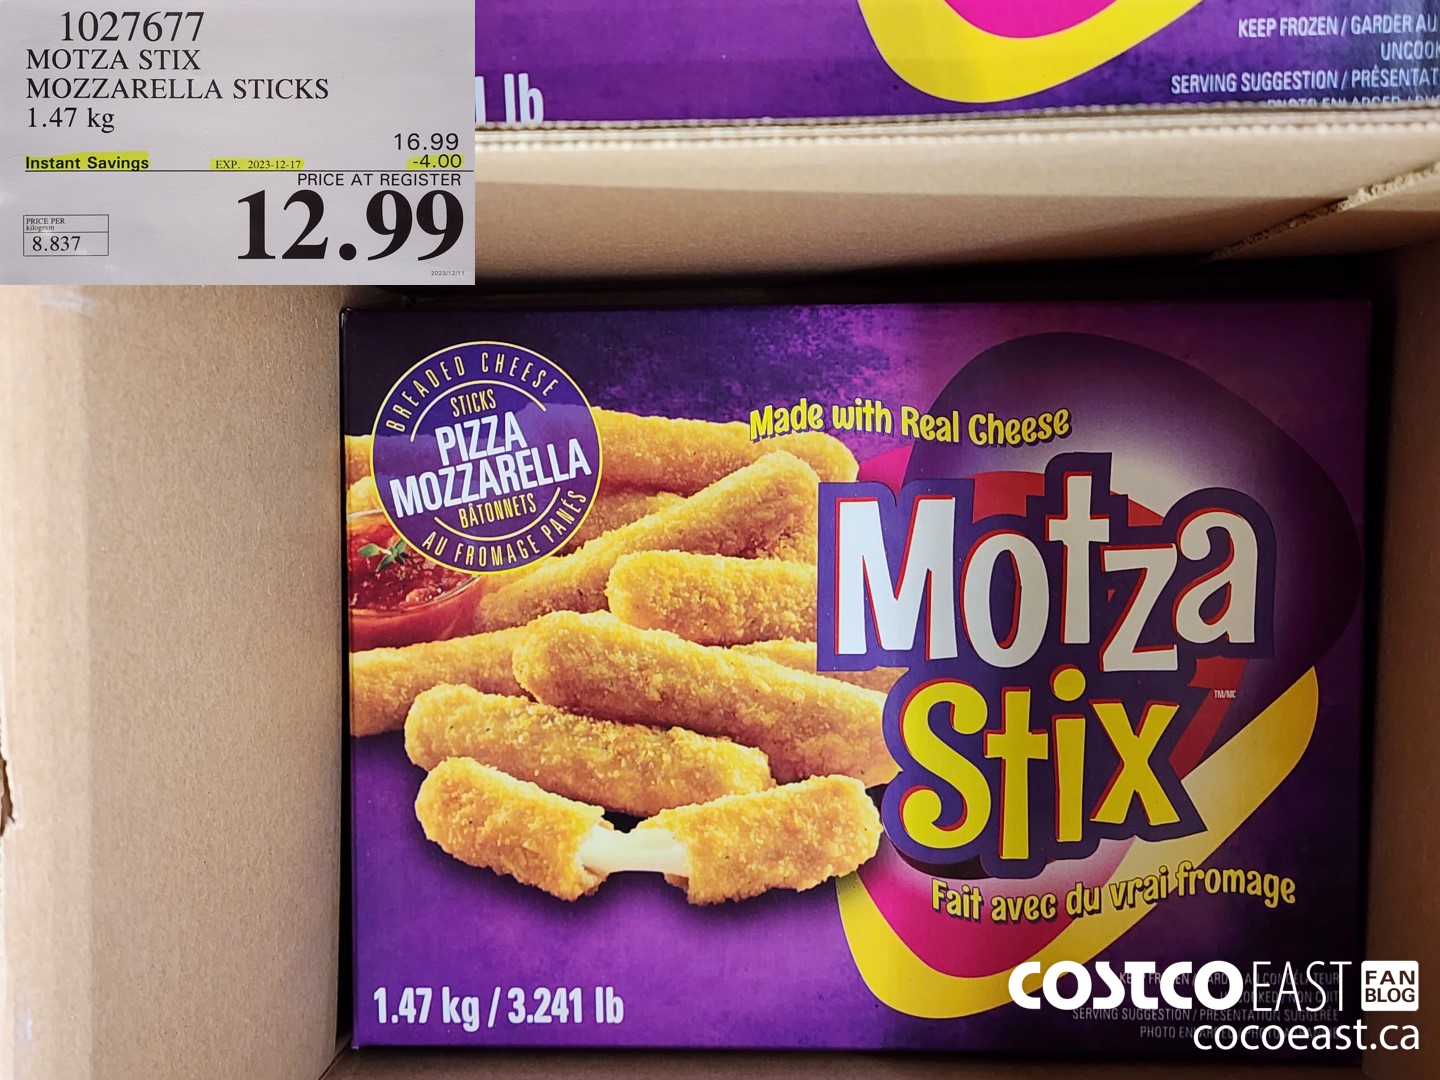 1027677
MOTZA STIX
MOZZARELLA STICKS
1.47 kg
16.99
Instant Savings EXP. 2023-12-17 -4.00
PRICE AT REGISTER
12.99
PRICE PER
kilogram
8.837
2023/12/11
lb
KEEP FROZEN / GARDER AU
UNCOOK
SERVING SUGGESTION / PRÉSENTAT
BREADED CHEESE
STICKS
PIZZA
MOZZARELLA
BÂTONNETS
AU FROMAGE PANÉS
Made with Real Cheese
Motza
Stix
TM/MC
Fait avec du vrai fromage
1.47 kg / 3.241 lb
SERVING SUGGESTION / PRÉSENTATION SUGGÉRÉE
COSTCO EAST FAN
BLOG
cocoeast.ca